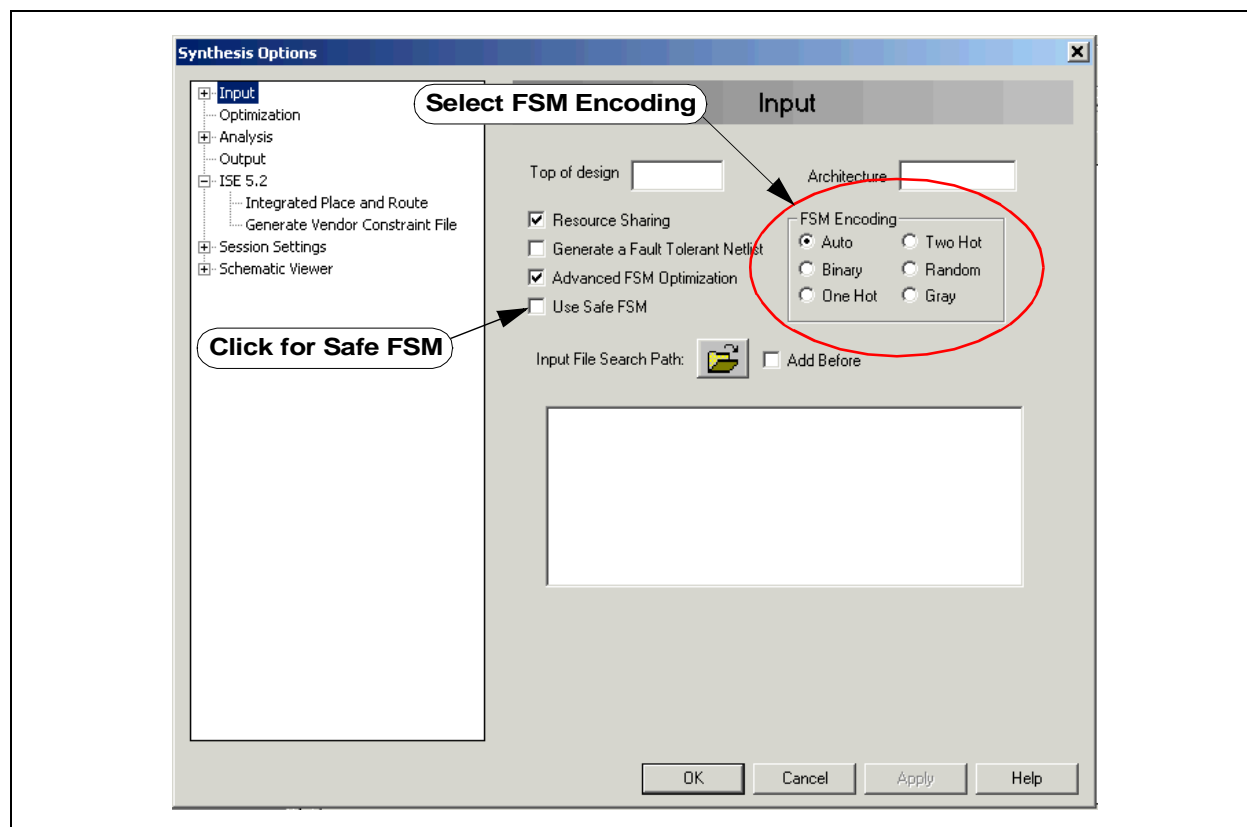 Synthesis Options
Input
Optimization
Analysis
Output
ISE 5.2
Integrated Place and Route
Generate Vendor Constraint File
Session Settings
Schematic Viewer
Select FSM Encoding
Input
Top of design
Architecture
Resource Sharing
Generate a Fault Tolerant Netlist
Advanced FSM Optimization
Use Safe FSM
FSM Encoding
Auto
Two Hot
Binary
Random
One Hot
Gray
Click for Safe FSM
Input File Search Path:
Add Before
OK
Cancel
Apply
Help